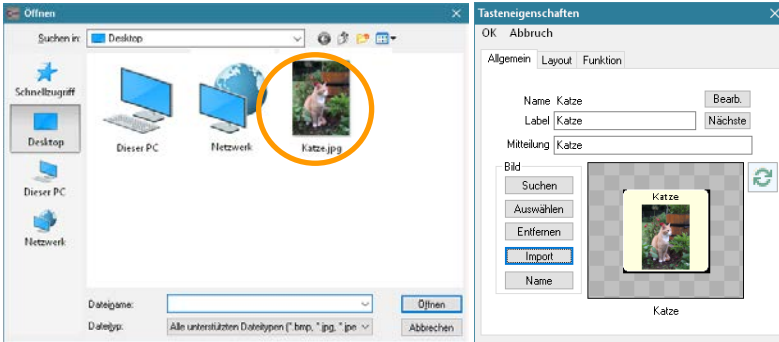 Öffnen
Suchen in:
Desktop
Schnellzugriff
Desktop
Dieser PC
Netzwerk
Dieser PC
Netzwerk
Katze.jpg
Dateiname:
Öffnen
Dateityp:
Alle unterstützten Dateitypen (*.bmp, *.jpg, *.jpe
Abbrechen
Tasteneigenschaften
OK Abbruch
Allgemein Layout Funktion
Name Katze Bearb.
Label Katze Nächste
Mitteilung Katze
Bild
Suchen
Auswählen
Entfernen
Import
Name
Katze
Katze